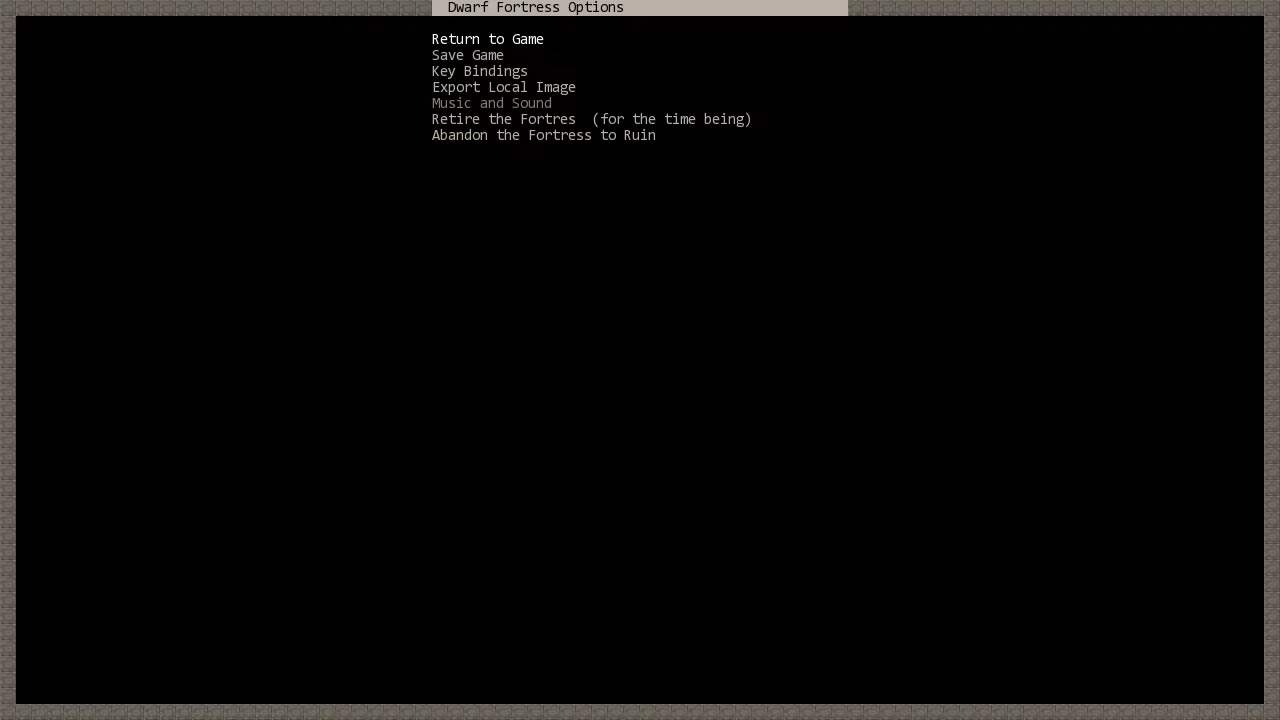 Dwarf Fortress Options
Return to Game
Save Game
Key Bindings
Export Local Image
Music and Sound
Retire the Fortres  (for the time being)
Abandon the Fortress to Ruin